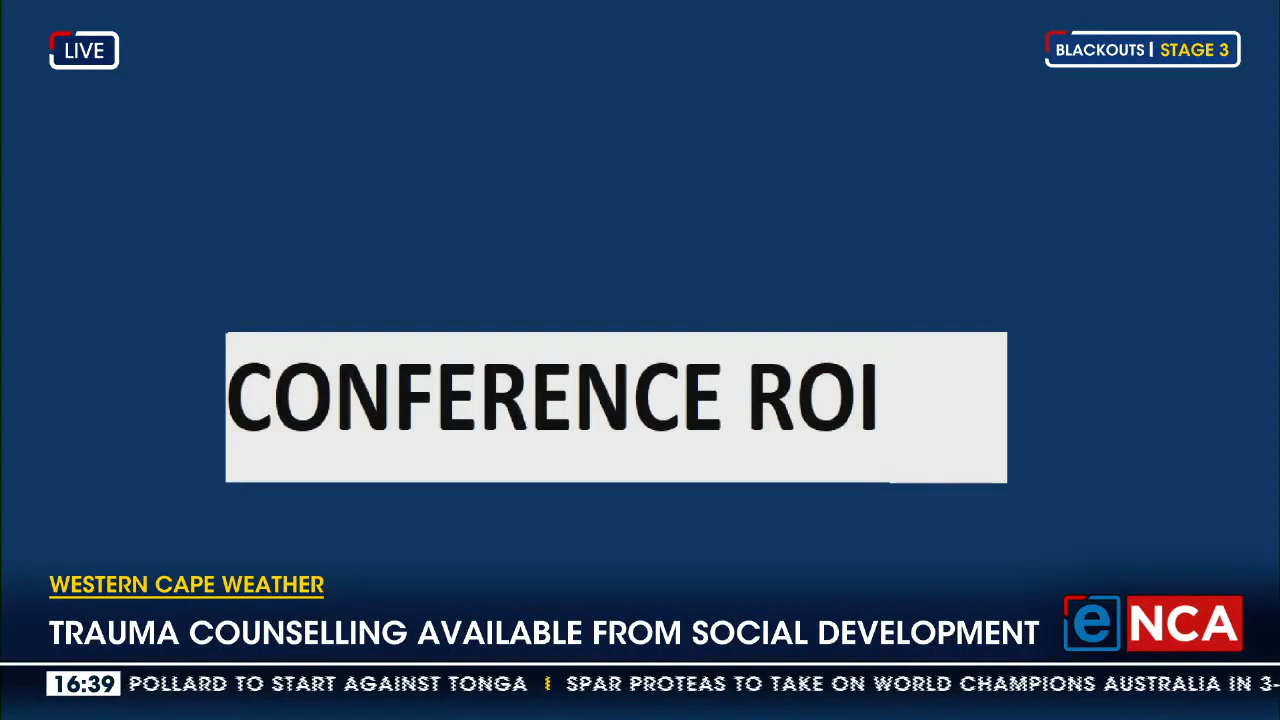 LIVE
BLACKOUTS | STAGE 3
CONFERENCE ROI
WESTERN CAPE WEATHER
TRAUMA COUNSELLING AVAILABLE FROM SOCIAL DEVELOPMENT
eNCA
16:39 POLLARD TO START AGAINST TONGA SPAR PROTEAS TO TAKE ON WORLD CHAMPIONS AUSTRALIA IN 3-